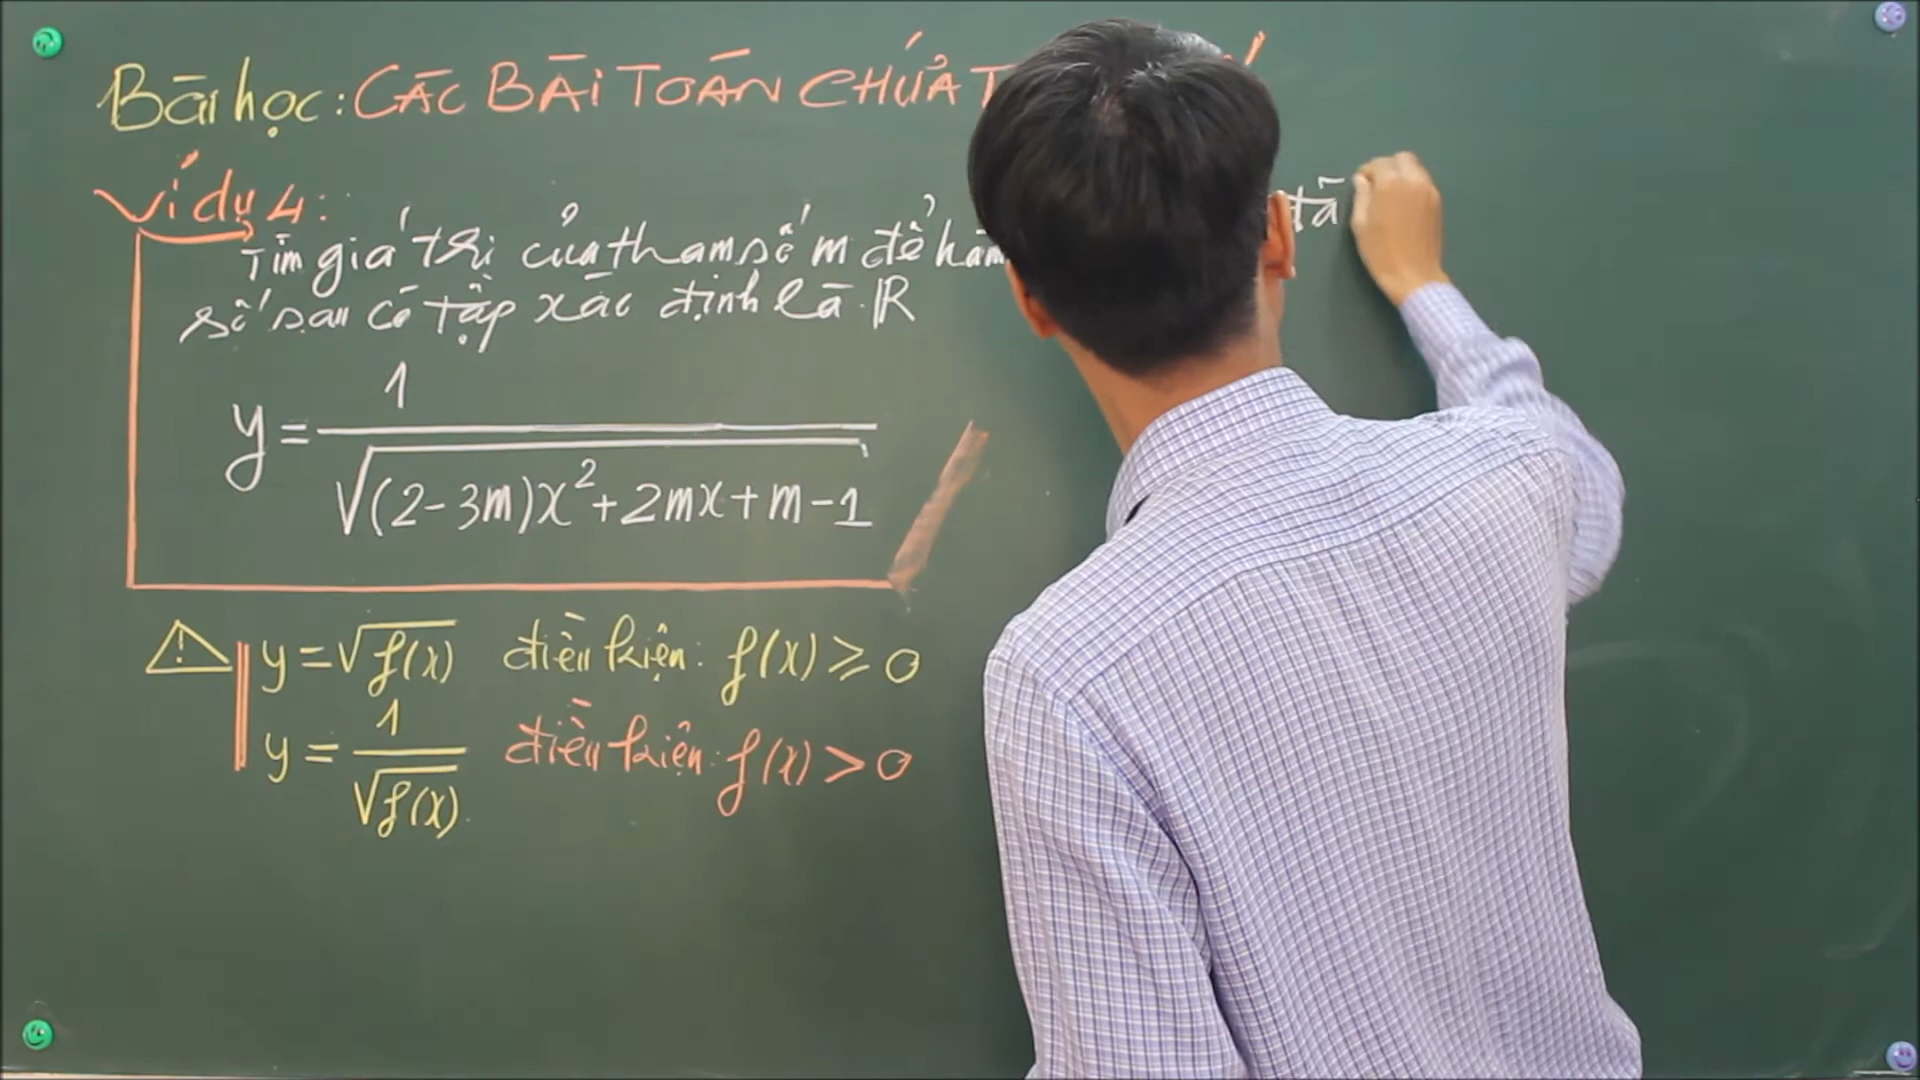 Bài học: CÁC BÀI TOÁN CHỨA T
Ví dụ 4:
Tìm giá trị của tham số m để hàm
số sau có tập xác định là R
y = 1 / √((2-3m)x²+2mx+m-1)
y = √f(x) điều kiện: f(x) ⩾ 0
y = 1 / √f(x) điều kiện: f(x) > 0